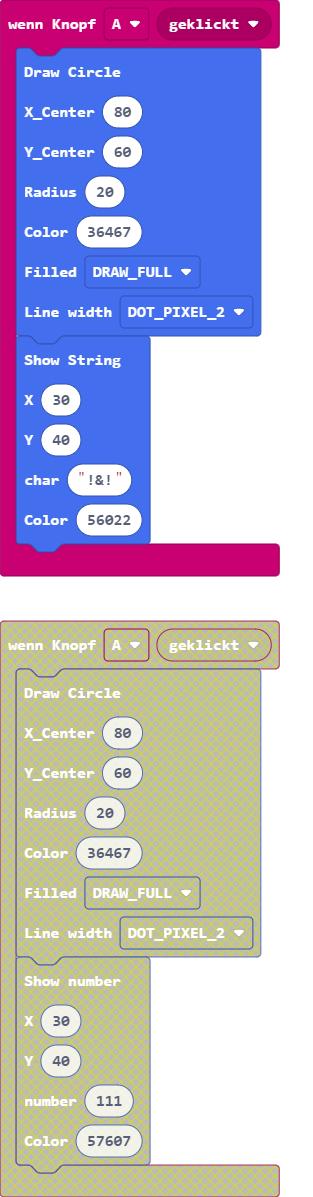 wenn Knopf A geklickt
Draw Circle
X_Center 80
Y_Center 60
Radius 20
Color 36467
Filled DRAW_FULL
Line width DOT_PIXEL_2
Show String
X 30
Y 40
char "!&!"
Color 56022
wenn Knopf A geklickt
Draw Circle
X_Center 80
Y_Center 60
Radius 20
Color 36467
Filled DRAW_FULL
Line width DOT_PIXEL_2
Show number
X 30
Y 40
number 111
Color 57607